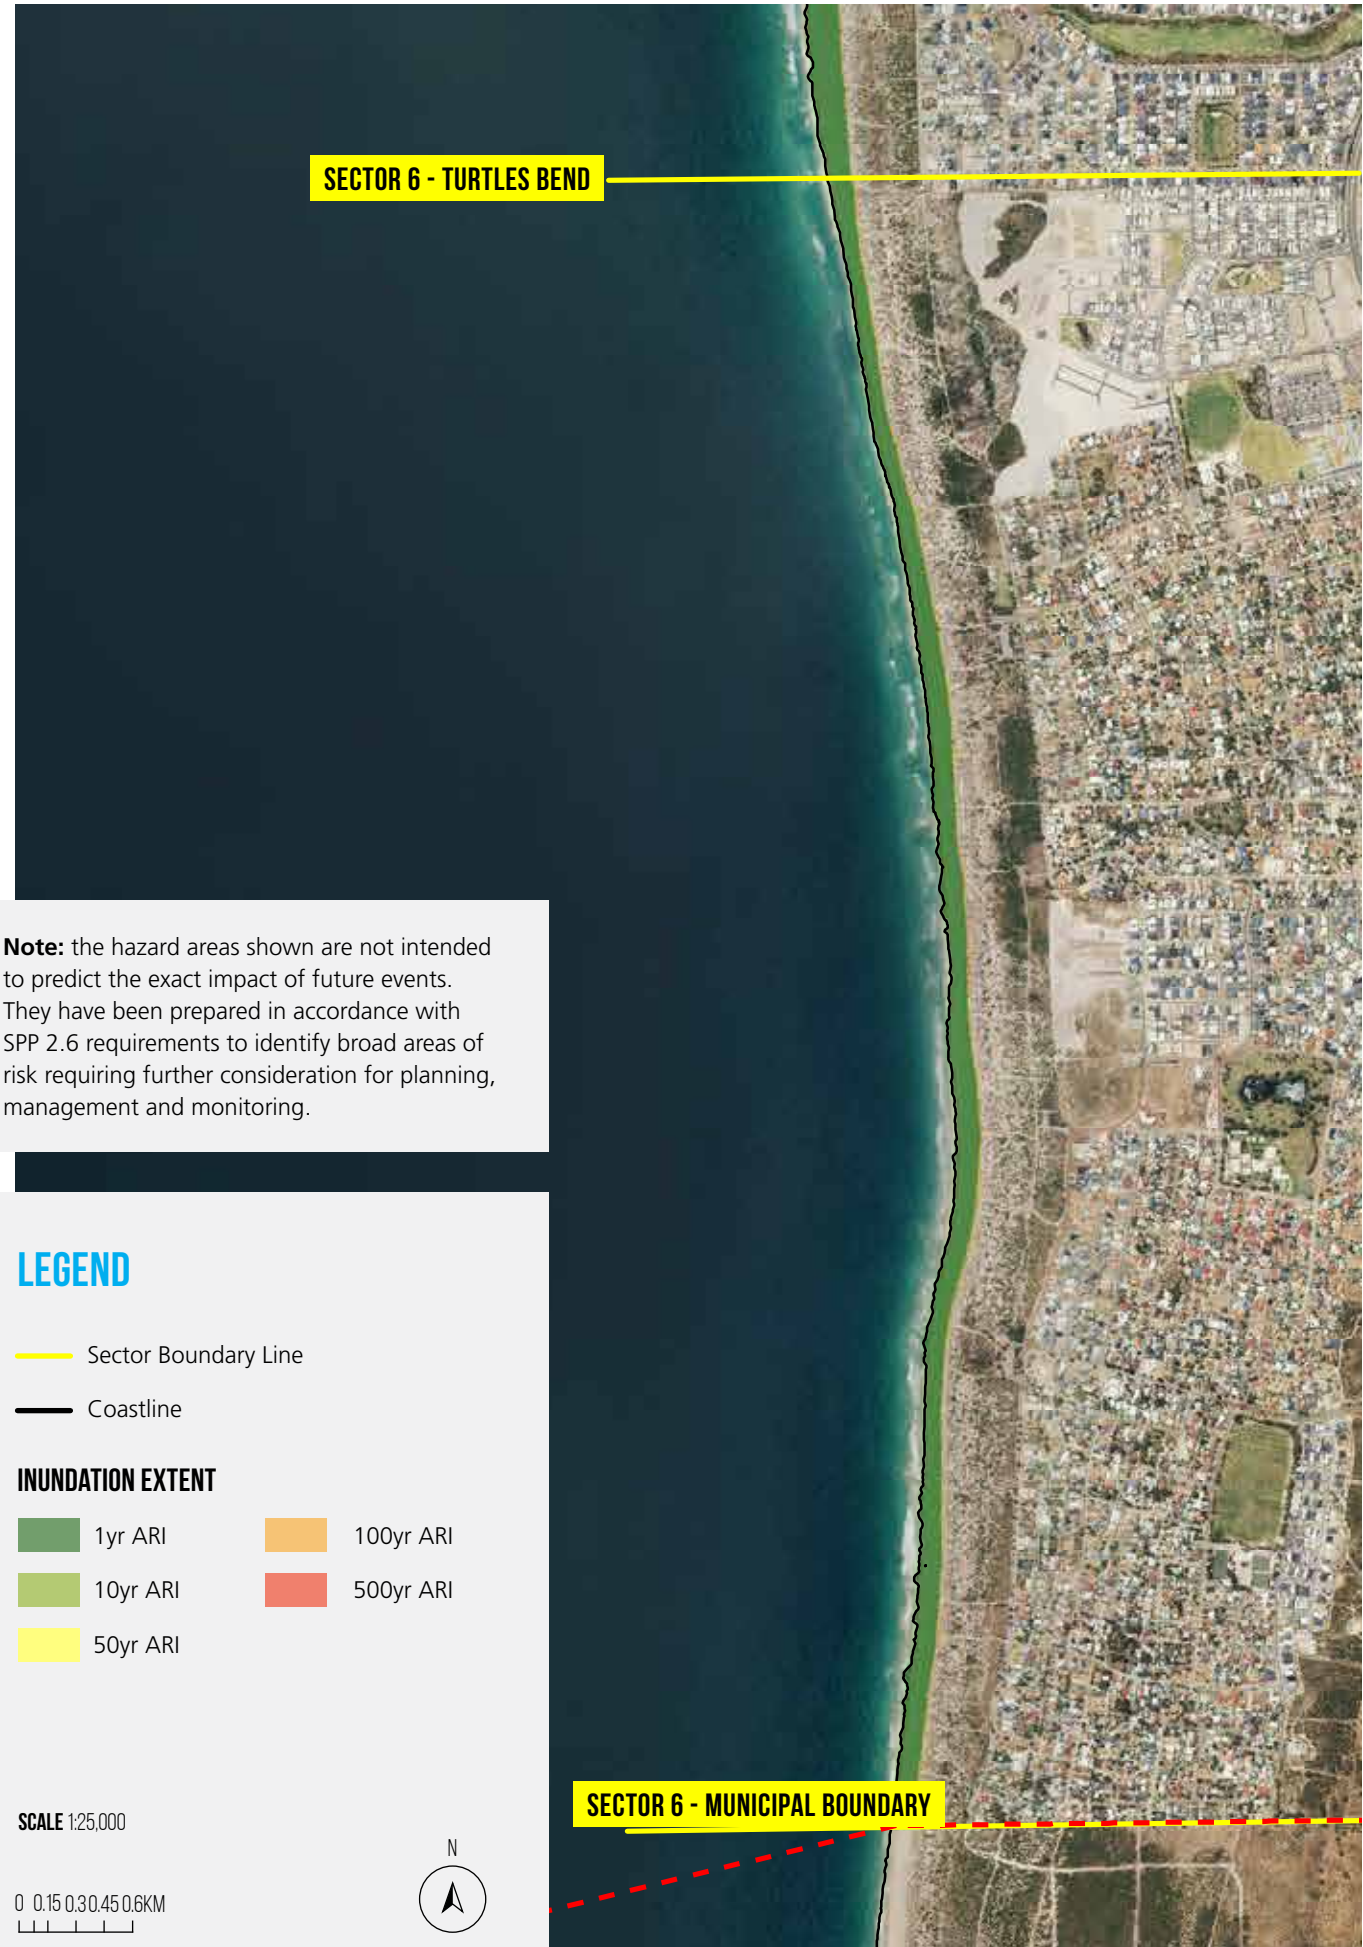 SECTOR 6 - TURTLES BEND
Note: the hazard areas shown are not intended
to predict the exact impact of future events.
They have been prepared in accordance with
SPP 2.6 requirements to identify broad areas of
risk requiring further consideration for planning,
management and monitoring.
LEGEND
Sector Boundary Line
Coastline
INUNDATION EXTENT
1yr ARI
100yr ARI
10yr ARI
500yr ARI
50yr ARI
SECTOR 6 - MUNICIPAL BOUNDARY
SCALE 1:25,000
N
0 0.15 0.3 0.45 0.6KM